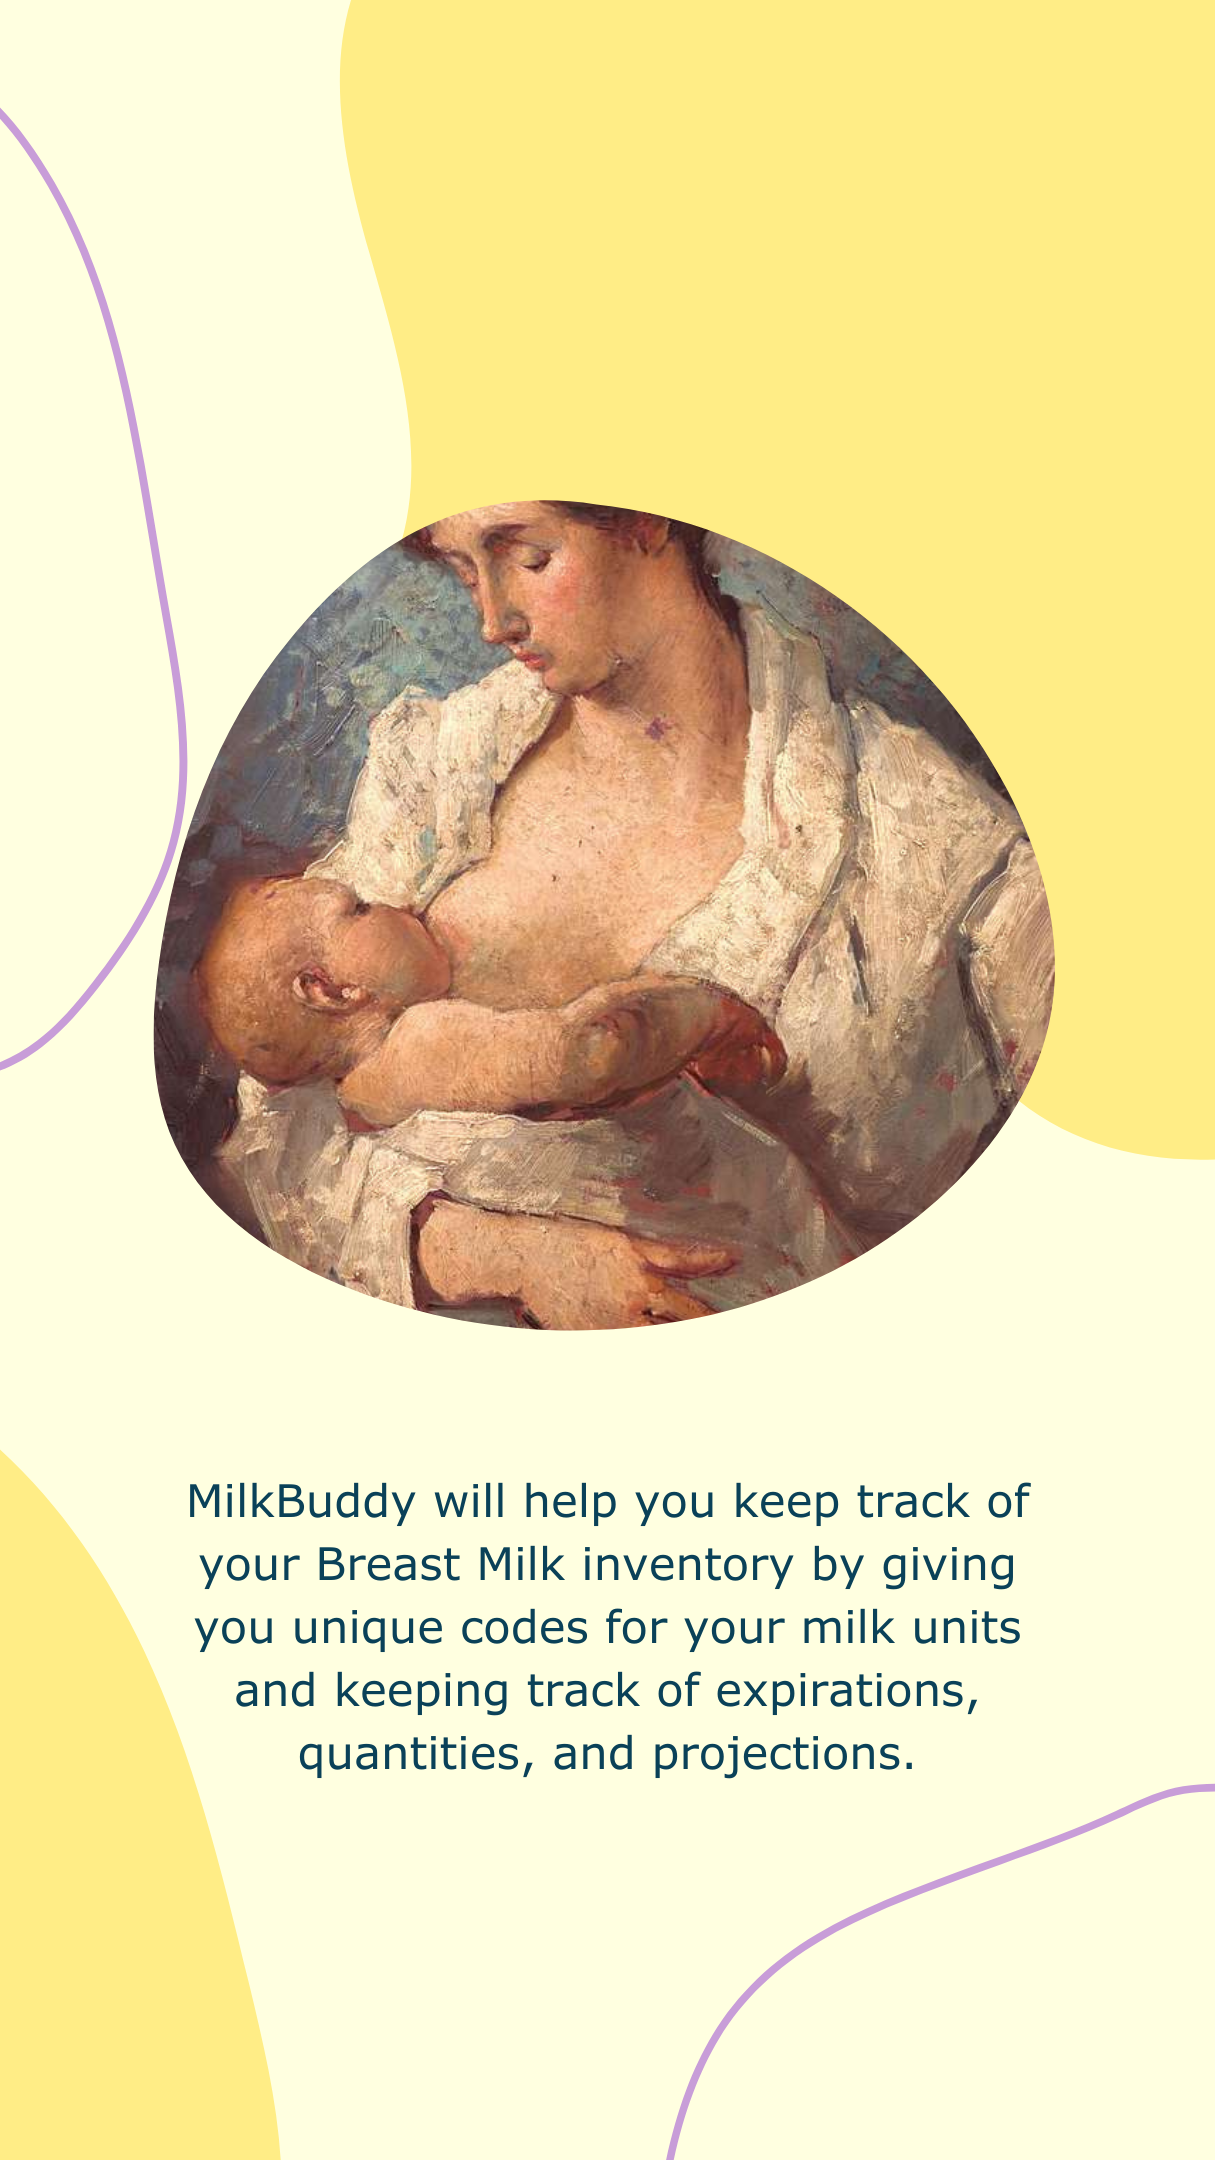 MilkBuddy will help you keep track of
your Breast Milk inventory by giving
you unique codes for your milk units
and keeping track of expirations,
quantities, and projections.